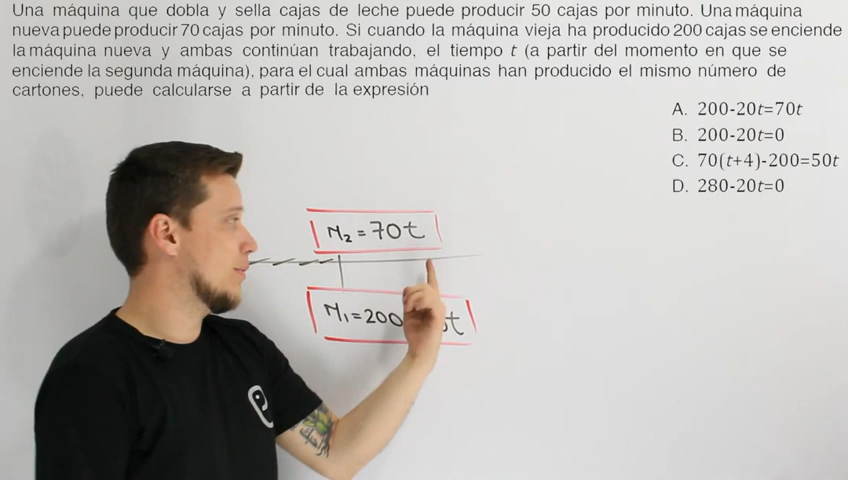 Una máquina que dobla y sella cajas de leche puede producir 50 cajas por minuto. Una máquina
nueva puede producir 70 cajas por minuto. Si cuando la máquina vieja ha producido 200 cajas se enciende
la máquina nueva y ambas continúan trabajando, el tiempo t (a partir del momento en que se
enciende la segunda máquina), para el cual ambas máquinas han producido el mismo número de
cartones, puede calcularse a partir de la expresión
A. 200-20t=70t
B. 200-20t=0
C. 70(t+4)-200=50t
D. 280-20t=0
M₂ = 70t
M₁ = 200 t